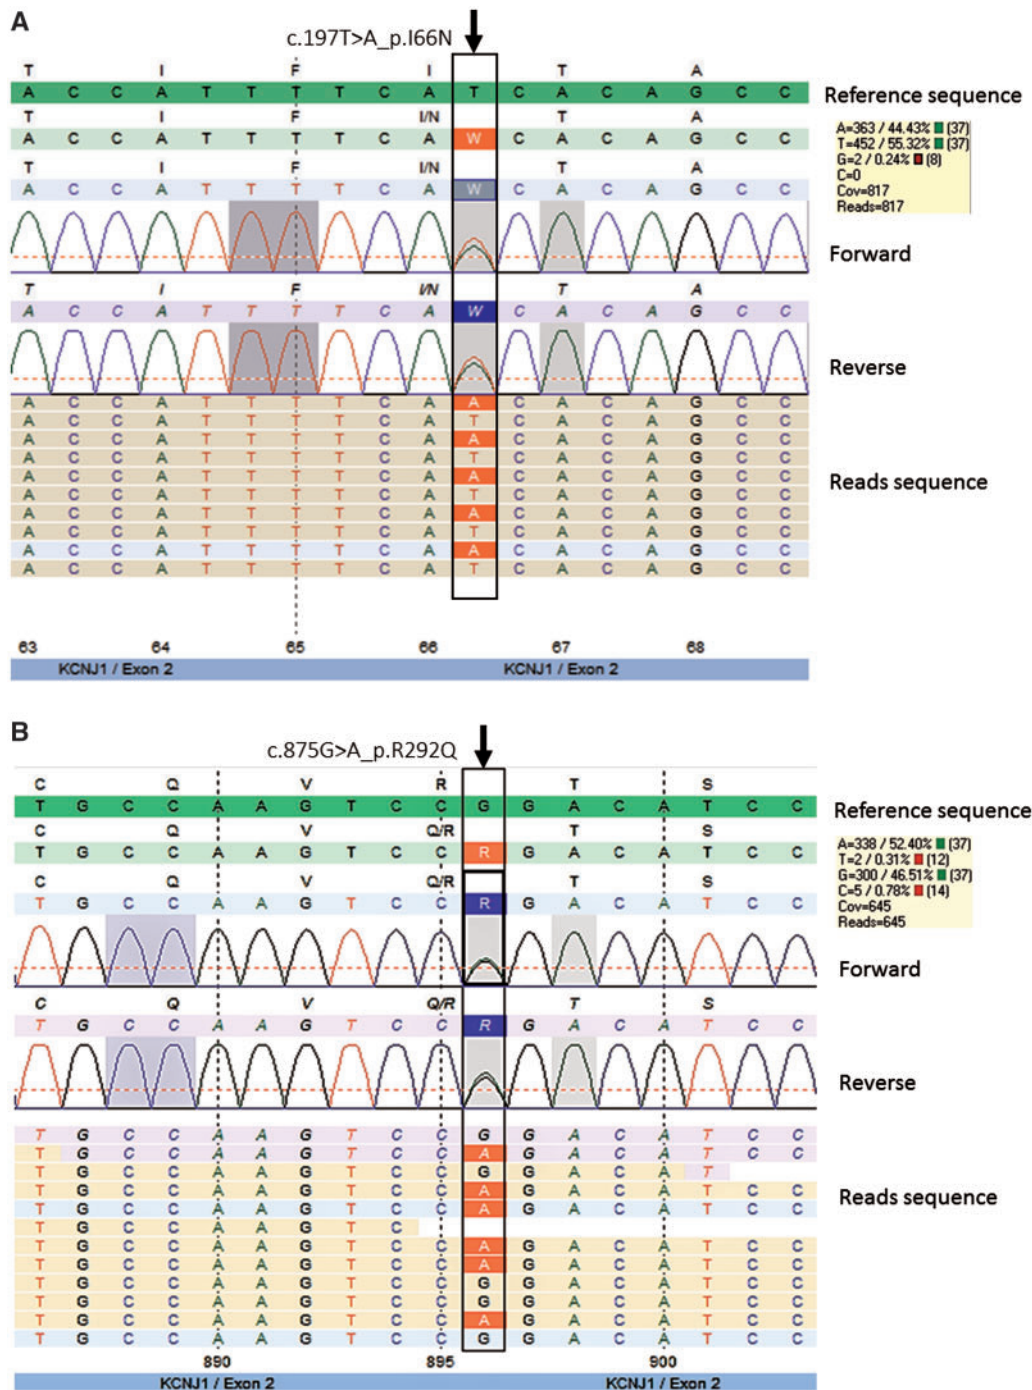 A
c.197T>A_p.I66N
T I F I T A
A C C A T T T T C A T C A C A G C C
Reference sequence
T I F I/N T A
A C C A T T T T C A W C A C A G C C
A=363 / 44.43% (37)
T=452 / 55.32% (37)
G=2 / 0.24% (8)
C=0
Cov=817
Reads=817
T I F I/N T A
A C C A T T T T C A W C A C A G C C
Forward
T I F I/N T A
A C C A T T T T C A W C A C A G C C
Reverse
A C C A T T T T C A A C A C A G C C
A C C A T T T T C A T C A C A G C C
A C C A T T T T C A A C A C A G C C
A C C A T T T T C A T C A C A G C C
A C C A T T T T C A A C A C A G C C
Reads sequence
A C C A T T T T C A T C A C A G C C
A C C A T T T T C A A C A C A G C C
A C C A T T T T C A T C A C A G C C
A C C A T T T T C A A C A C A G C C
A C C A T T T T C A T C A C A G C C
63 64 65 66 67 68
KCNJ1 / Exon 2 KCNJ1 / Exon 2
B
c.875G>A_p.R292Q
C Q V R T S
T G C C A A G T C C G G A C A T C C
Reference sequence
C Q V Q/R T S
T G C C A A G T C C R G A C A T C C
A=338 / 52.40% (37)
T=2 / 0.31% (12)
G=300 / 46.51% (37)
C=5 / 0.78% (14)
Cov=645
Reads=645
C Q V Q/R T S
T G C C A A G T C C R G A C A T C C
Forward
C Q V Q/R T S
T G C C A A G T C C R G A C A T C C
Reverse
T G C C A A G T C C G G A C A T C C
T G C C A A G T C C A G A C A T C C
T G C C A A G T C C G G A C A T
T G C C A A G T C C A G A C A T C C
Reads sequence
T G C C A A G T C C A G A C A T C C
T G C C A A G T C
T G C C A A G T C C A G A C A T C C
T G C C A A G T C C A G A C A T C C
T G C C A A G T C C G G A C A T C C
T G C C A A G T C C G G A C A T C C
T G C C A A G T C C A G A C A T C C
T G C C A A G T C C G G A C A T C C
890 895 900
KCNJ1 / Exon 2 KCNJ1 / Exon 2